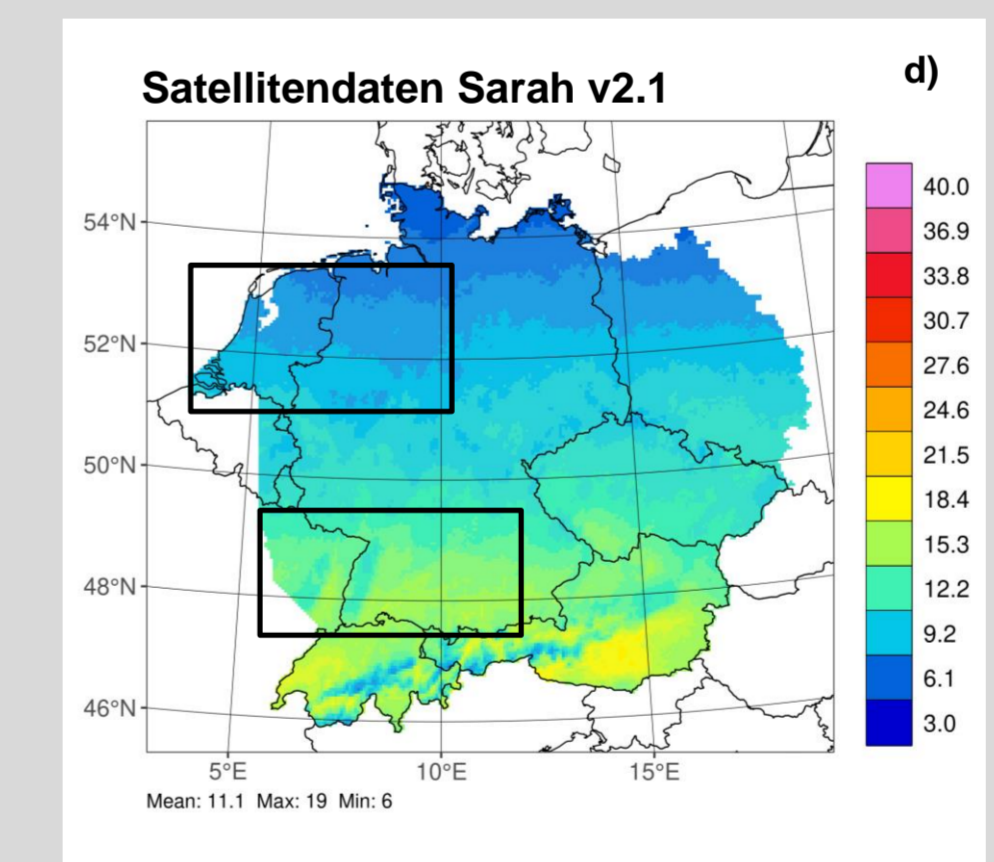 d)
Satellitendaten Sarah v2.1
54°N
52°N
50°N
48°N
46°N
5°E 10°E 15°E
40.0
36.9
33.8
30.7
27.6
24.6
21.5
18.4
15.3
12.2
9.2
6.1
3.0
Mean: 11.1 Max: 19 Min: 6